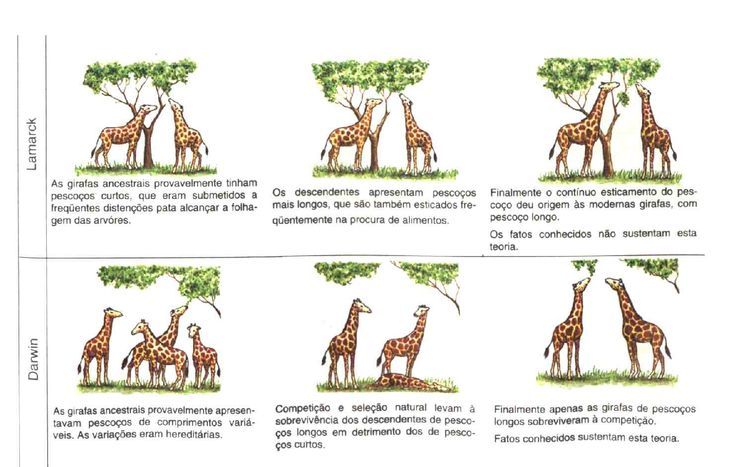 Lamarck
As girafas ancestrais provavelmente tinham
pescoços curtos, que eram submetidos a
freqüentes distenções pata alcançar a folha-
gem das arvóres.
Os descendentes apresentam pescoços
mais longos, que são também esticados fre-
qüentemente na procura de alimentos.
Finalmente o contínuo esticamento do pes-
coço deu origem às modernas girafas, com
pescoço longo.
Os fatos conhecidos não sustentam esta
teoria.
Darwin
As girafas ancestrais provavelmente apresen-
tavam pescoços de comprimentos variá-
veis. As variações eram hereditárias.
Competição e seleção natural levam à
sobrevivência dos descendentes de pesco-
ços longos em detrimento dos de pesco-
ços curtos.
Finalmente apenas as girafas de pescoços
longos sobreviveram à competição.
Fatos conhecidos sustentam esta teoria.